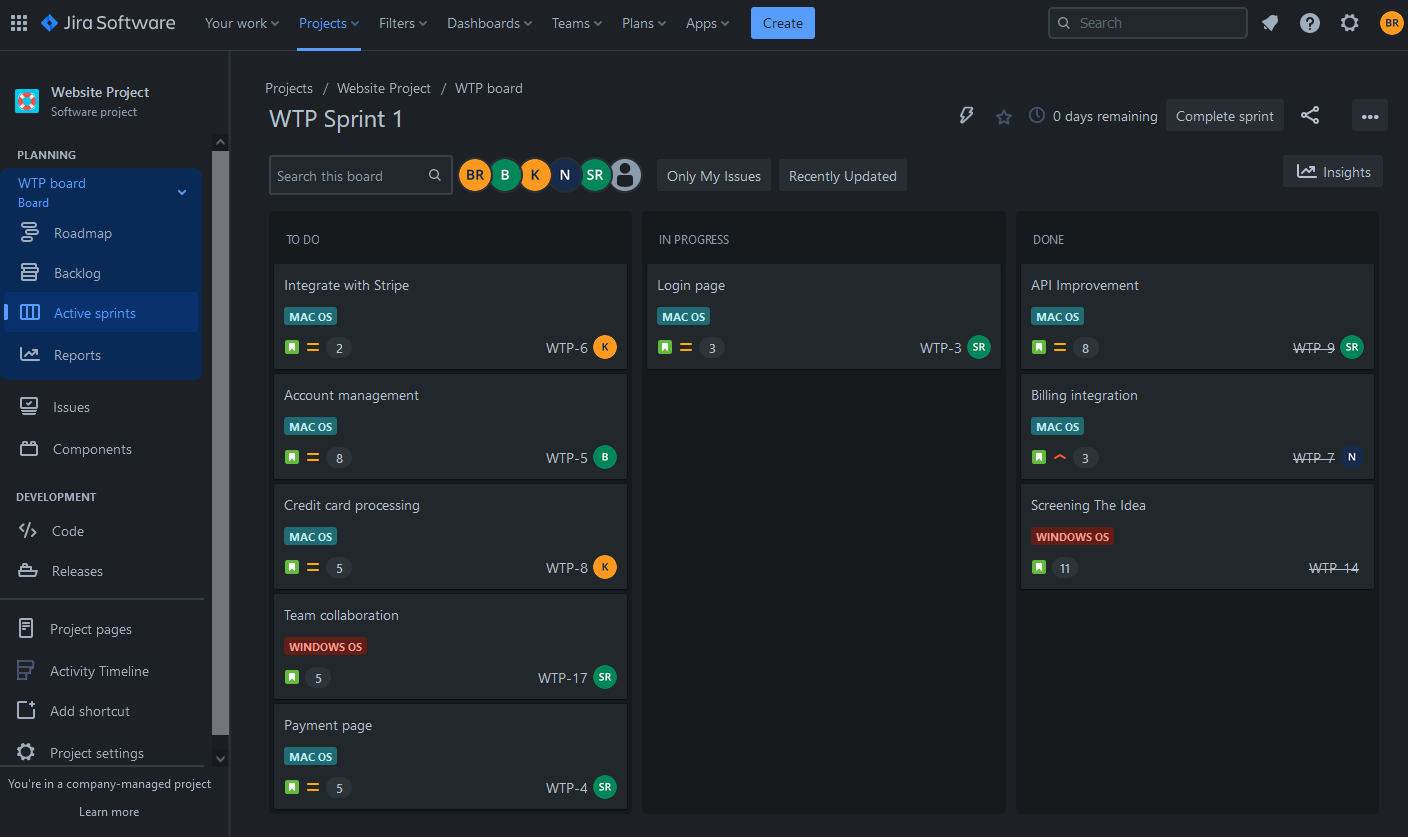 Jira Software
Your work
Projects
Filters
Dashboards
Teams
Plans
Apps
Create
Search
BR
Website Project
Software project
PLANNING
WTP board
Board
Roadmap
Backlog
Active sprints
Reports
Issues
Components
DEVELOPMENT
Code
Releases
Project pages
Activity Timeline
Add shortcut
Project settings
You're in a company-managed project
Learn more
Projects / Website Project / WTP board
WTP Sprint 1
0 days remaining
Complete sprint
Search this board
BR
B
K
N
SR
Only My Issues
Recently Updated
Insights
TO DO
Integrate with Stripe
MAC OS
2 WTP-6 K
Account management
MAC OS
8 WTP-5 B
Credit card processing
MAC OS
5 WTP-8 K
Team collaboration
WINDOWS OS
5 WTP-17 SR
Payment page
MAC OS
5 WTP-4 SR
IN PROGRESS
Login page
MAC OS
3 WTP-3 SR
DONE
API Improvement
MAC OS
8 WTP-9 SR
Billing integration
MAC OS
3 WTP-7 N
Screening The Idea
WINDOWS OS
11 WTP-14